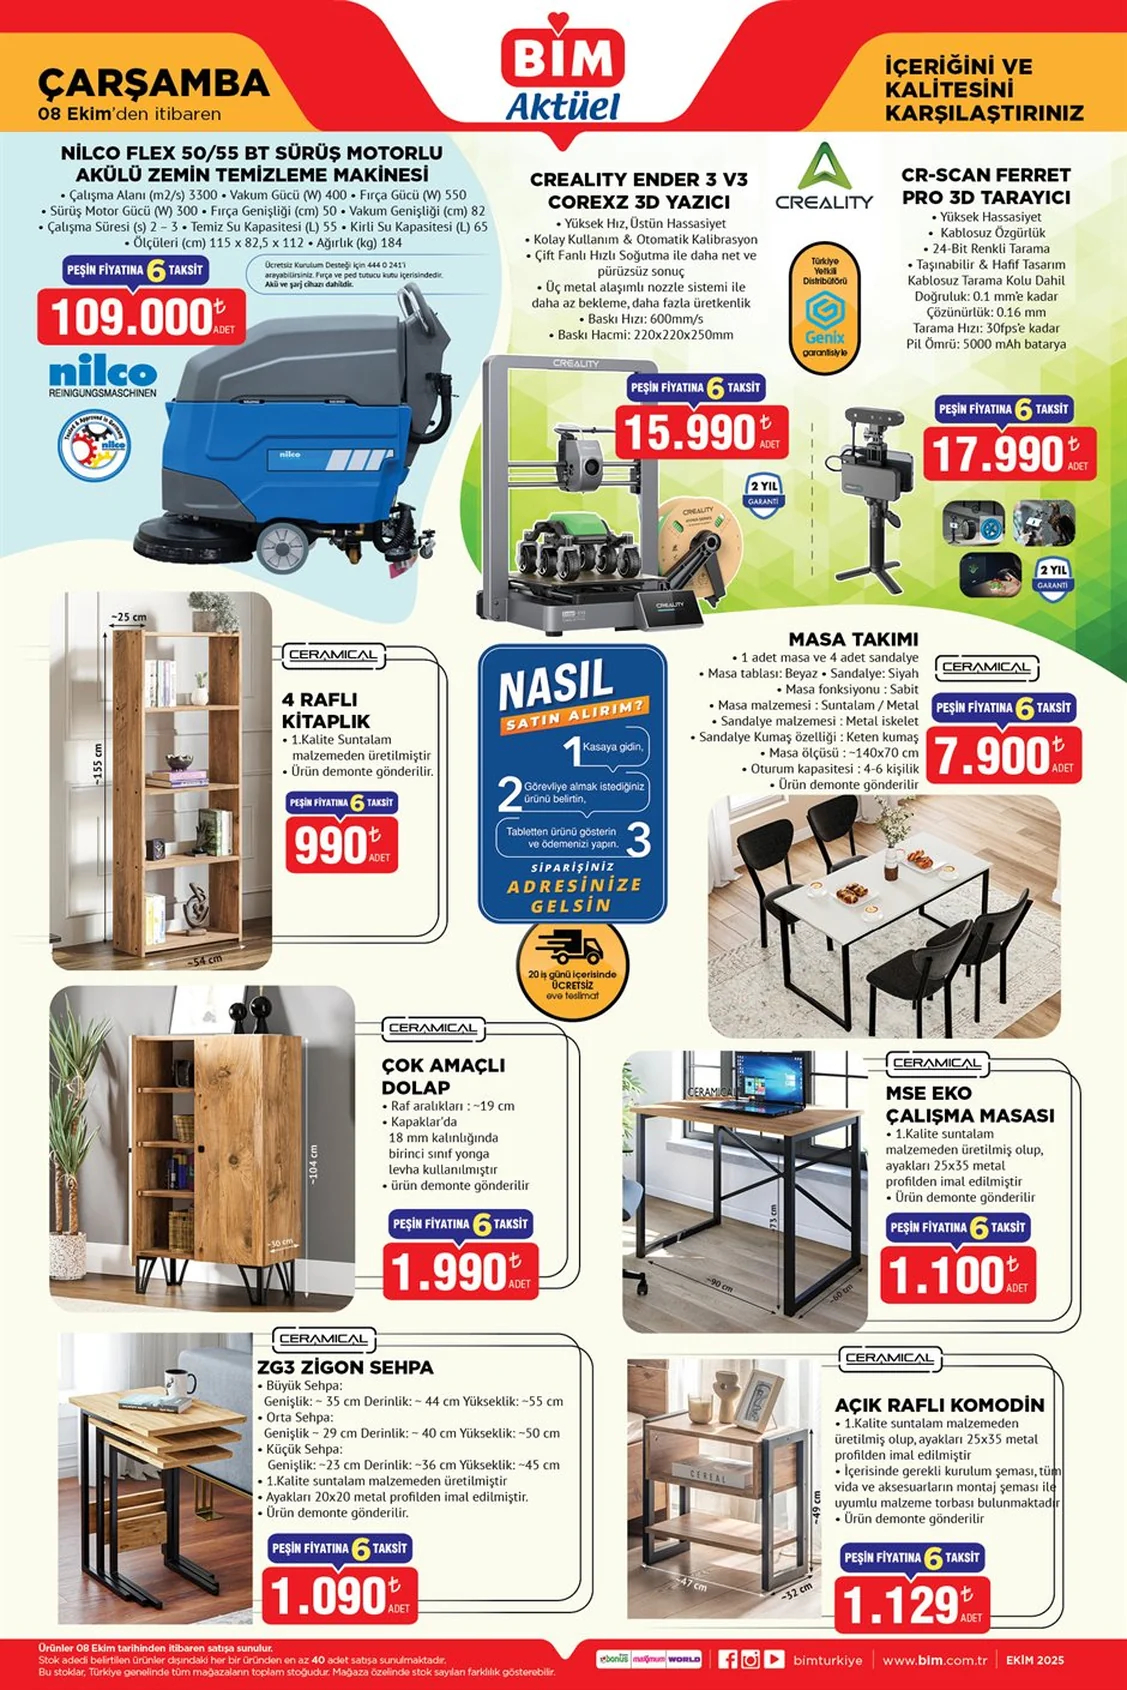 ÇARŞAMBA
08 Ekim'den itibaren
BİM
Aktüel
İÇERİĞİNİ VE
KALİTESİNİ
KARŞILAŞTIRINIZ
NİLCO FLEX 50/55 BT SÜRÜŞ MOTORLU
AKÜLÜ ZEMİN TEMİZLEME MAKİNESİ
• Çalışma Alanı (m2/s) 3300 • Vakum Gücü (W) 400 • Fırça Gücü (W) 550
• Sürüş Motor Gücü (W) 300 • Fırça Genişliği (cm) 50 • Vakum Genişliği (cm) 82
• Çalışma Süresi (s) 2 – 3 • Temiz Su Kapasitesi (L) 55 • Kirli Su Kapasitesi (L) 65
• Ölçüleri (cm) 115 x 82,5 x 112 • Ağırlık (kg) 184
PEŞİN FİYATINA 6 TAKSİT
109.000₺
ADET
Ücretsiz Kurulum Desteği için 444 0 241'i
arayabilirsiniz. Fırça ve ped tutucu kutu içerisindedir.
Akü ve şarj cihazı dahildir.
nilco
REINIGUNGSMASCHINEN
nilco
nilco
CREALITY ENDER 3 V3
COREXZ 3D YAZICI
• Yüksek Hız, Üstün Hassasiyet
• Kolay Kullanım & Otomatik Kalibrasyon
• Çift Fanlı Hızlı Soğutma ile daha net ve
pürüzsüz sonuç
• Üç metal alaşımlı nozzle sistemi ile
daha az bekleme, daha fazla üretkenlik
• Baskı Hızı: 600mm/s
• Baskı Hacmi: 220x220x250mm
CREALITY
Türkiye
Yetkili
Distribütörü
Genix
garantisiyle
CREALITY
PEŞİN FİYATINA 6 TAKSİT
15.990₺
ADET
2 YIL
GARANTİ
CREALITY
CREALITY
CR-SCAN FERRET
PRO 3D TARAYICI
• Yüksek Hassasiyet
• Kablosuz Özgürlük
• 24-Bit Renkli Tarama
• Taşınabilir & Hafif Tasarım
Kablosuz Tarama Kolu Dahil
Doğruluk: 0.1 mm'e kadar
Çözünürlük: 0.16 mm
Tarama Hızı: 30fps'e kadar
Pil Ömrü: 5000 mAh batarya
PEŞİN FİYATINA 6 TAKSİT
17.990₺
ADET
2 YIL
GARANTİ
~25 cm
~155 cm
~54 cm
CERAMICAL
4 RAFLI
KİTAPLIK
• 1.Kalite Suntalam
malzemeden üretilmiştir
• Ürün demonte gönderilir.
PEŞİN FİYATINA 6 TAKSİT
990₺
ADET
NASIL
SATIN ALIRIM?
1 Kasaya gidin,
2 Görevliye almak istediğiniz
ürünü belirtin,
Tabletten ürünü gösterin
ve ödemenizi yapın. 3
SİPARİŞİNİZ
ADRESİNİZE
GELSİN
20 iş günü içerisinde
ÜCRETSİZ
eve teslimat
MASA TAKIMI
• 1 adet masa ve 4 adet sandalye
• Masa tablası: Beyaz • Sandalye: Siyah
• Masa fonksiyonu : Sabit
• Masa malzemesi : Suntalam / Metal
• Sandalye malzemesi : Metal iskelet
• Sandalye Kumaş özelliği : Keten kumaş
• Masa ölçüsü : ~140x70 cm
• Oturum kapasitesi : 4-6 kişilik
• Ürün demonte gönderilir
CERAMICAL
PEŞİN FİYATINA 6 TAKSİT
7.900₺
ADET
~104 cm
~30 cm
CERAMICAL
ÇOK AMAÇLI
DOLAP
• Raf aralıkları : ~19 cm
• Kapaklar'da
18 mm kalınlığında
birinci sınıf yonga
levha kullanılmıştır
• ürün demonte gönderilir
PEŞİN FİYATINA 6 TAKSİT
1.990₺
ADET
CERAMICAL
~73 cm
~90 cm
~60 cm
CERAMICAL
MSE EKO
ÇALIŞMA MASASI
• 1.Kalite suntalam
malzemeden üretilmiş olup,
ayakları 25x35 metal
profilden imal edilmiştir
• Ürün demonte gönderilir
PEŞİN FİYATINA 6 TAKSİT
1.100₺
ADET
CERAMICAL
ZG3 ZİGON SEHPA
• Büyük Sehpa:
Genişlik: ~ 35 cm Derinlik: ~ 44 cm Yükseklik: ~55 cm
• Orta Sehpa:
Genişlik ~ 29 cm Derinlik: ~ 40 cm Yükseklik: ~50 cm
• Küçük Sehpa:
Genişlik: ~23 cm Derinlik: ~36 cm Yükseklik: ~45 cm
• 1.Kalite suntalam malzemeden üretilmiştir
• Ayakları 20x20 metal profilden imal edilmiştir.
• Ürün demonte gönderilir.
PEŞİN FİYATINA 6 TAKSİT
1.090₺
ADET
CEREAL
~49 cm
~47 cm
~32 cm
CERAMICAL
AÇIK RAFLI KOMODİN
• 1.Kalite suntalam malzemeden
üretilmiş olup, ayakları 25x35 metal
profilden imal edilmiştir
• İçerisinde gerekli kurulum şeması, tüm
vida ve aksesuarların montaj şeması ile
uyumlu malzeme torbası bulunmaktadır
• Ürün demonte gönderilir
PEŞİN FİYATINA 6 TAKSİT
1.129₺
ADET
Ürünler 08 Ekim tarihinden itibaren satışa sunulur.
Stok adedi belirtilen ürünler dışındaki her bir üründen en az 40 adet satışa sunulmaktadır.
Bu stoklar, Türkiye genelinde tüm mağazaların toplam stoğudur. Mağaza özelinde stok sayıları farklılık gösterebilir.
bonus maximum WORLD
bimturkiye
www.bim.com.tr
EKİM 2025